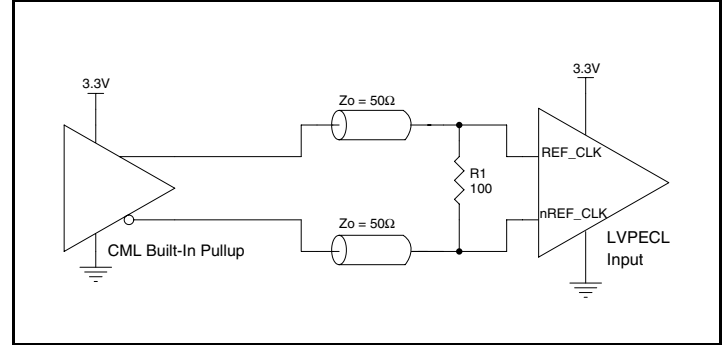 3.3V
3.3V
Zo = 50Ω
REF_CLK
R1
100
nREF_CLK
Zo = 50Ω
LVPECL
Input
CML Built-In Pullup